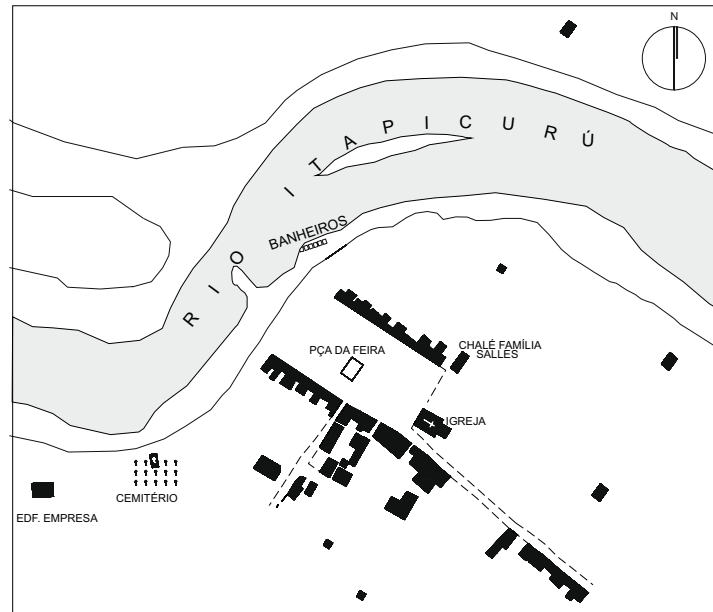 N
RIO ITAPICURÚ
BANHEIROS
PÇA DA FEIRA
CHALÉ FAMÍLIA
SALLES
IGREJA
CEMITÉRIO
EDF. EMPRESA